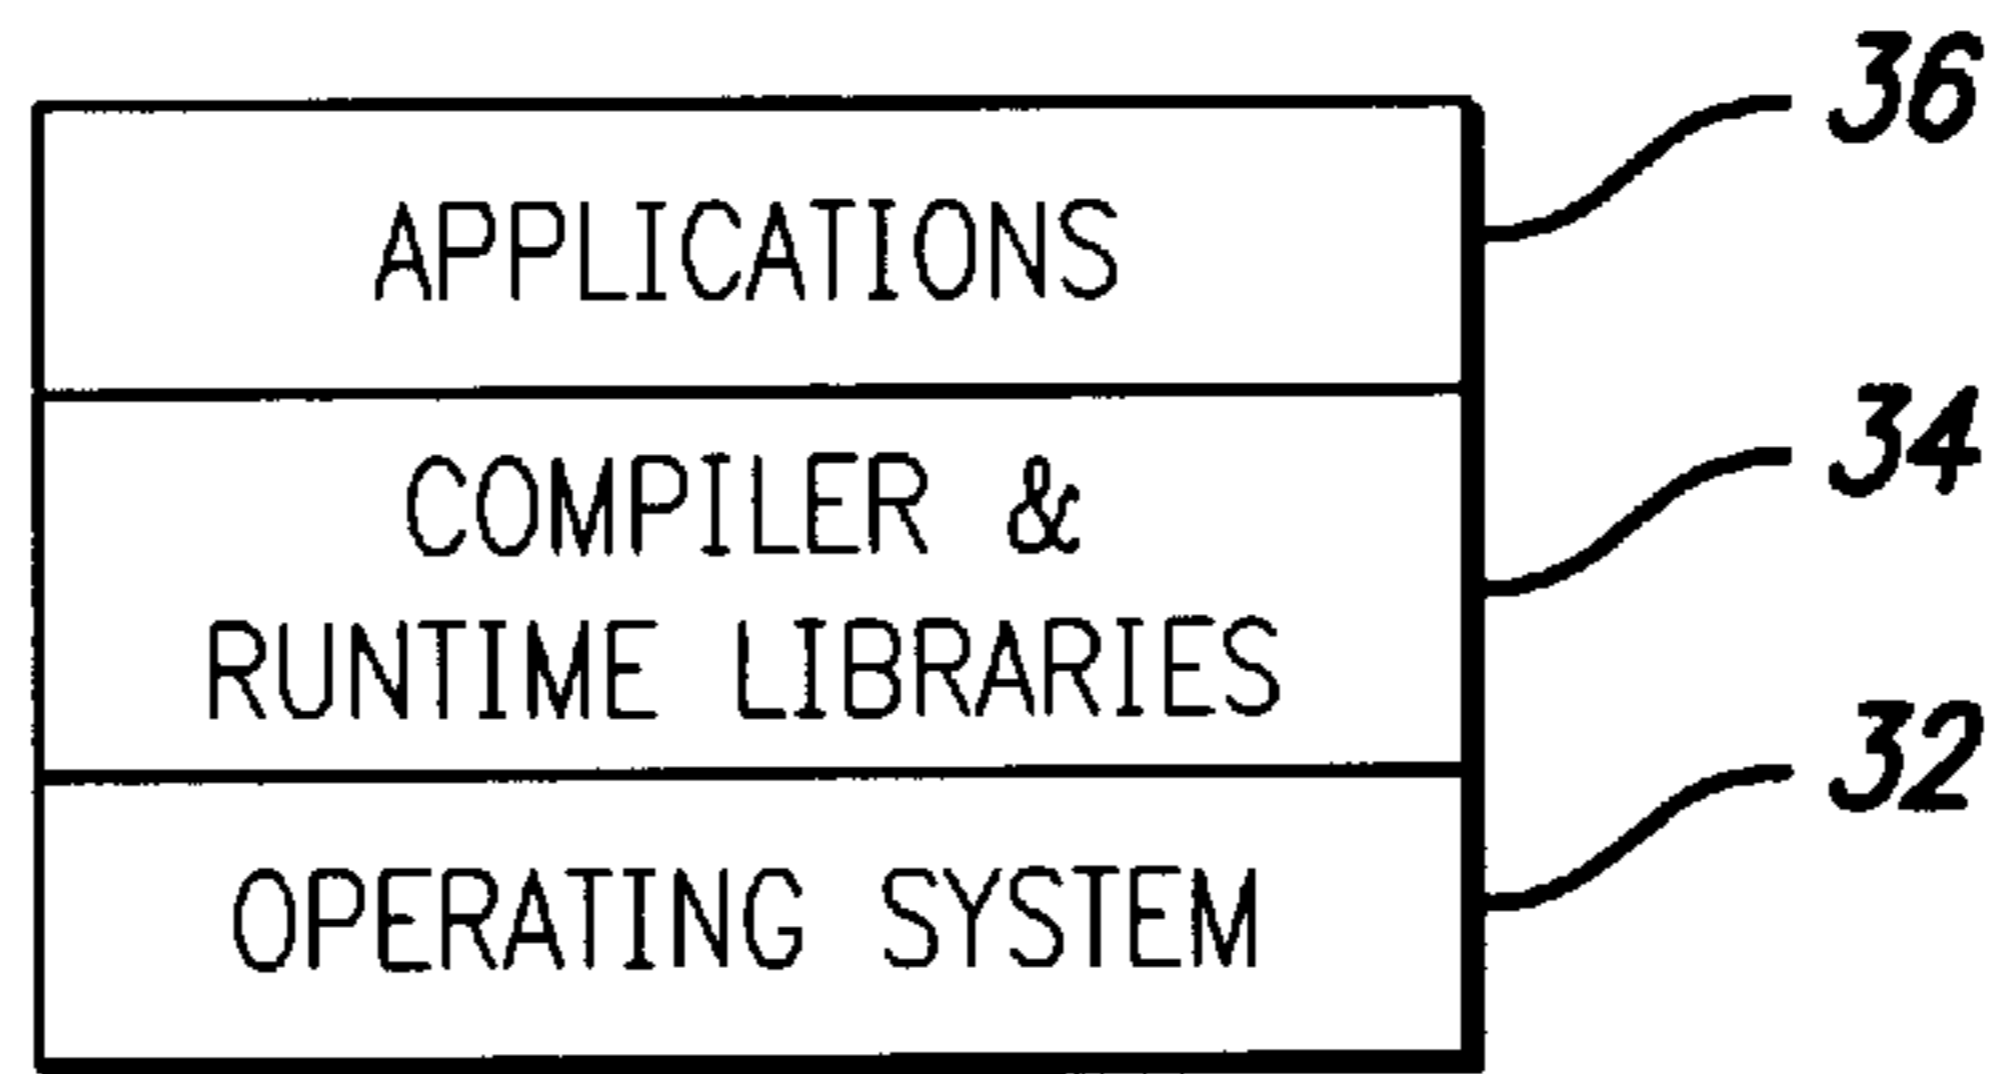 36
APPLICATIONS
34
COMPILER &
RUNTIME LIBRARIES
32
OPERATING SYSTEM